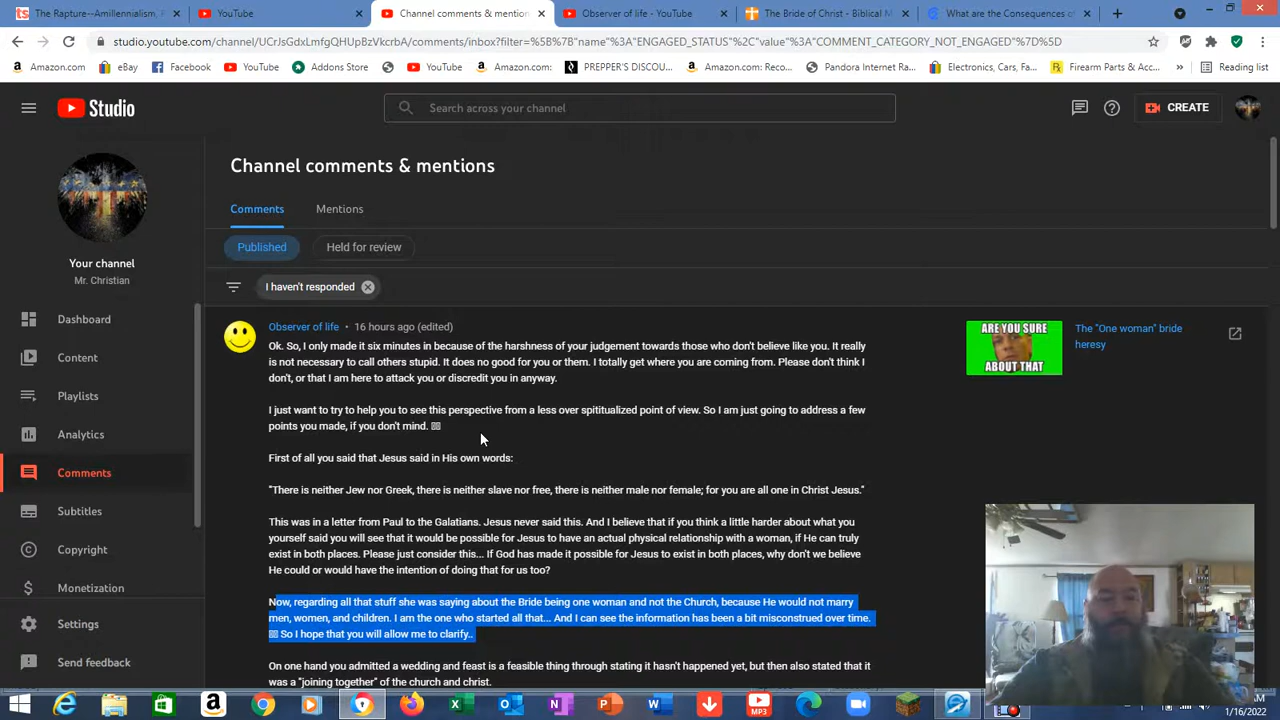 The Rapture--Amillennialism, P
YouTube
Channel comments & mention
Observer of life - YouTube
The Bride of Christ - Biblical M
What are the Consequences of
studio.youtube.com/channel/UCrJsGdxLmfgQHUpBzVkcrbA/comments/inbox?filter=%5B%7B"name"%3A"ENGAGED_STATUS"%2C"value"%3A"COMMENT_CATEGORY_NOT_ENGAGED"%7D%5D
Amazon.com
eBay
Facebook
YouTube
Addons Store
YouTube
Amazon.com:
PREPPER'S DISCOU...
Amazon.com: Reco...
Pandora Internet Ra...
Electronics, Cars, Fa...
Firearm Parts & Acc...
»
Reading list
Studio
Search across your channel
CREATE
Channel comments & mentions
Comments
Mentions
Published
Held for review
Your channel
Mr. Christian
I haven't responded
Dashboard
Content
Playlists
Analytics
Comments
Subtitles
Copyright
Monetization
Settings
Send feedback
Observer of life • 16 hours ago (edited)
Ok. So, I only made it six minutes in because of the harshness of your judgement towards those who don't believe like you. It really
is not necessary to call others stupid. It does no good for you or them. I totally get where you are coming from. Please don't think I
don't, or that I am here to attack you or discredit you in anyway.
I just want to try to help you to see this perspective from a less over spititualized point of view. So I am just going to address a few
points you made, if you don't mind.
First of all you said that Jesus said in His own words:
"There is neither Jew nor Greek, there is neither slave nor free, there is neither male nor female; for you are all one in Christ Jesus."
This was in a letter from Paul to the Galatians. Jesus never said this. And I believe that if you think a little harder about what you
yourself said you will see that it would be possible for Jesus to have an actual physical relationship with a woman, if He can truly
exist in both places. Please just consider this... If God has made it possible for Jesus to exist in both places, why don't we believe
He could or would have the intention of doing that for us too?
Now, regarding all that stuff she was saying about the Bride being one woman and not the Church, because He would not marry
men, women, and children. I am the one who started all that... And I can see the information has been a bit misconstrued over time.
So I hope that you will allow me to clarify..
On one hand you admitted a wedding and feast is a feasible thing through stating it hasn't happened yet, but then also stated that it
was a "joining together" of the church and christ.
ARE YOU SURE
ABOUT THAT
The "One woman" bride
heresy
1/16/2022